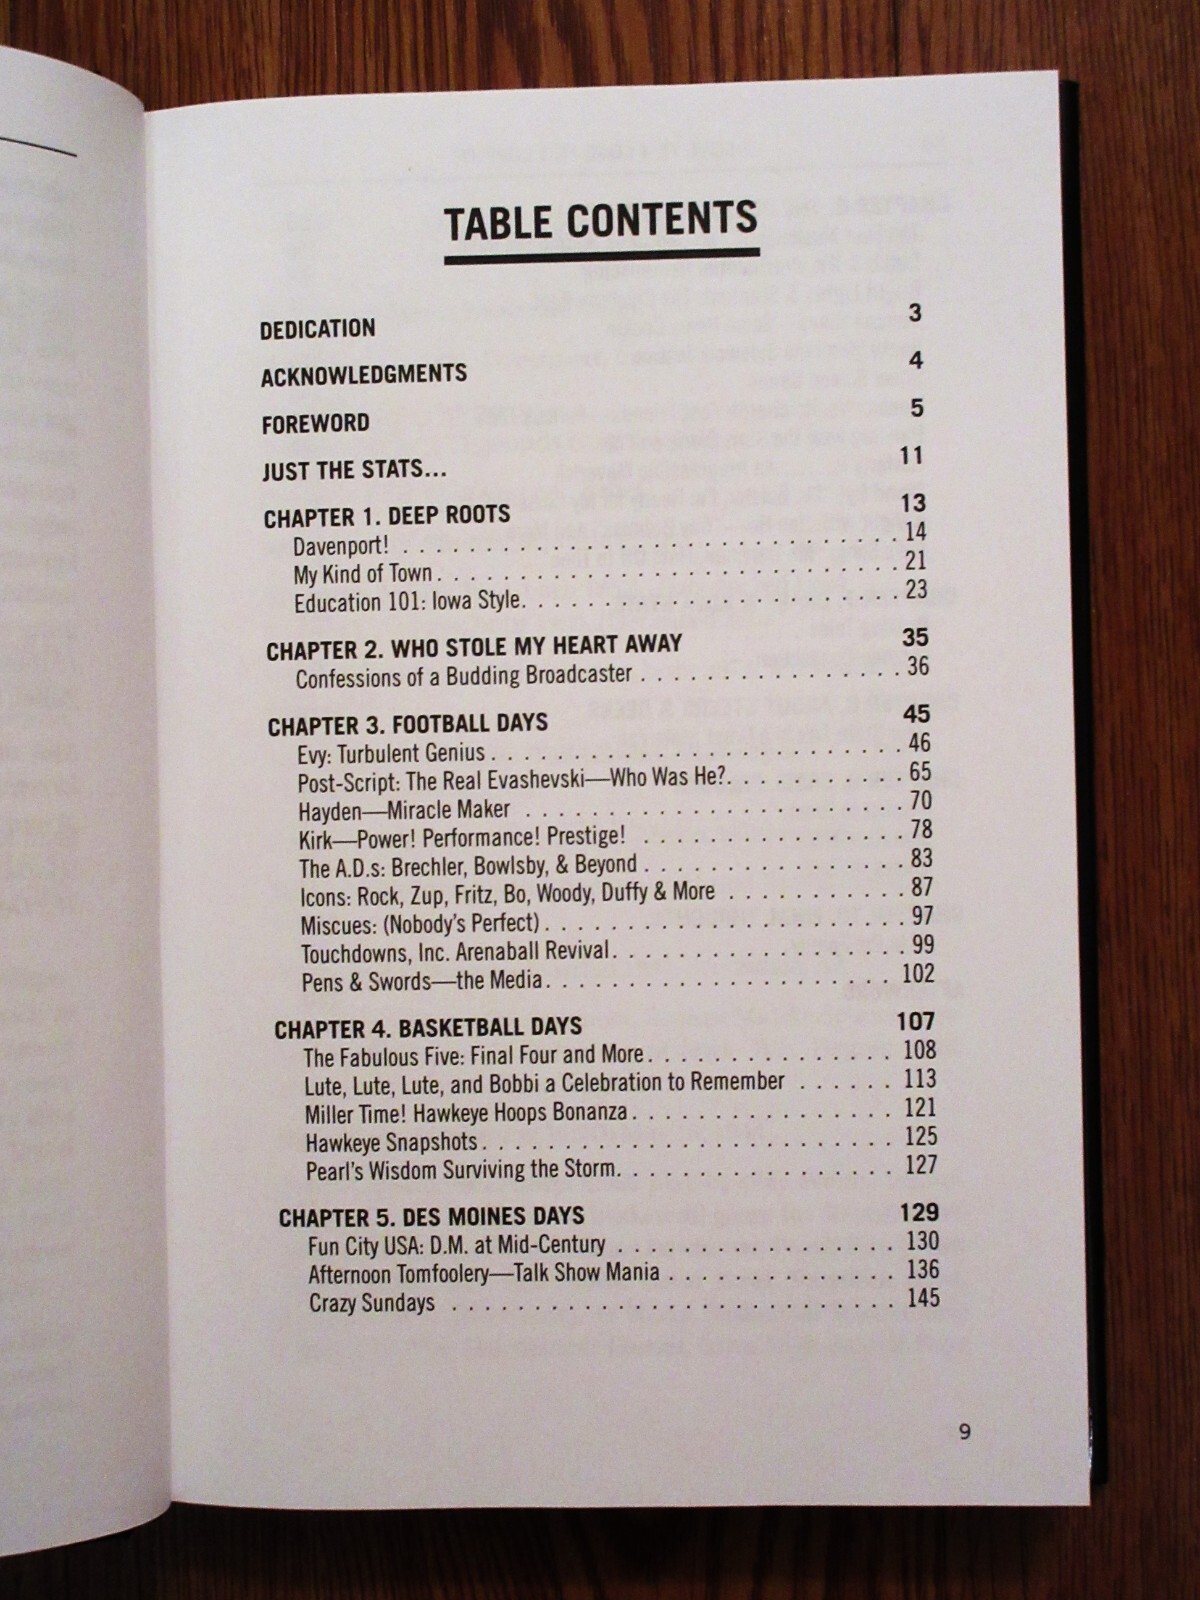 TABLE CONTENTS
DEDICATION 3
ACKNOWLEDGMENTS 4
FOREWORD 5
JUST THE STATS... 11
CHAPTER 1. DEEP ROOTS 13
Davenport! . . . . . . . . . . . . . . . . . . . . . . . . . . . . . 14
My Kind of Town . . . . . . . . . . . . . . . . . . . . . . . . . . . 21
Education 101: Iowa Style. . . . . . . . . . . . . . . . . . . . . . 23
CHAPTER 2. WHO STOLE MY HEART AWAY 35
Confessions of a Budding Broadcaster . . . . . . . . . . . . . . . . 36
CHAPTER 3. FOOTBALL DAYS 45
Evy: Turbulent Genius . . . . . . . . . . . . . . . . . . . . . . . . 46
Post-Script: The Real Evashevski—Who Was He?. . . . . . . . . . . 65
Hayden—Miracle Maker . . . . . . . . . . . . . . . . . . . . . . 70
Kirk—Power! Performance! Prestige! . . . . . . . . . . . . . . . . 78
The A.D.s: Brechler, Bowlsby, & Beyond . . . . . . . . . . . . . . . 83
Icons: Rock, Zup, Fritz, Bo, Woody, Duffy & More . . . . . . . . . . . 87
Miscues: (Nobody's Perfect) . . . . . . . . . . . . . . . . . . . . . 97
Touchdowns, Inc. Arenaball Revival. . . . . . . . . . . . . . . . . . 99
Pens & Swords—the Media. . . . . . . . . . . . . . . . . . . . . 102
CHAPTER 4. BASKETBALL DAYS 107
The Fabulous Five: Final Four and More. . . . . . . . . . . . . . . 108
Lute, Lute, Lute, and Bobbi a Celebration to Remember . . . . . . 113
Miller Time! Hawkeye Hoops Bonanza. . . . . . . . . . . . . . . . 121
Hawkeye Snapshots. . . . . . . . . . . . . . . . . . . . . . . . . 125
Pearl's Wisdom Surviving the Storm. . . . . . . . . . . . . . . . . 127
CHAPTER 5. DES MOINES DAYS 129
Fun City USA: D.M. at Mid-Century . . . . . . . . . . . . . . . . . 130
Afternoon Tomfoolery—Talk Show Mania . . . . . . . . . . . . . . 136
Crazy Sundays . . . . . . . . . . . . . . . . . . . . . . . . . . . 145
9